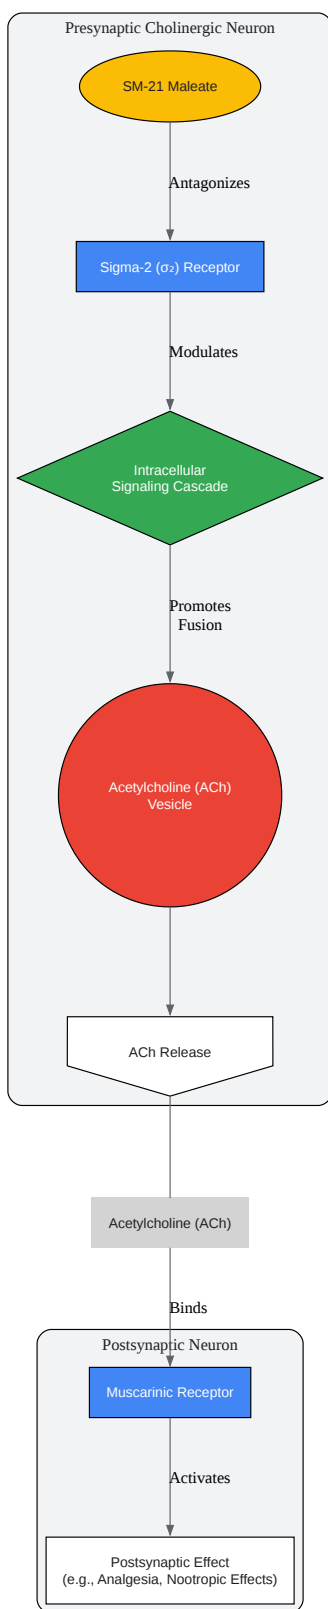 Presynaptic Cholinergic Neuron
SM-21 Maleate
Antagonizes
Sigma-2 (σ₂) Receptor
Modulates
Intracellular
Signaling Cascade
Promotes
Fusion
Acetylcholine (ACh)
Vesicle
ACh Release
Acetylcholine (ACh)
Binds
Postsynaptic Neuron
Muscarinic Receptor
Activates
Postsynaptic Effect
(e.g., Analgesia, Nootropic Effects)